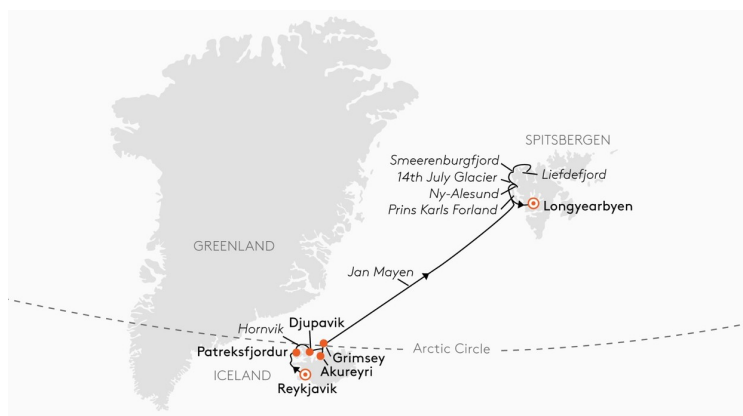 SPITSBERGEN
Smeerenburgfjord
14th July Glacier
Liefdefjord
Ny-Alesund
Prins Karls Forland
Longyearbyen
GREENLAND
Jan Mayen
Djupavik
Hornvik
Arctic Circle
Patreksfjordur
Grimsey
Akureyri
ICELAND
Reykjavik